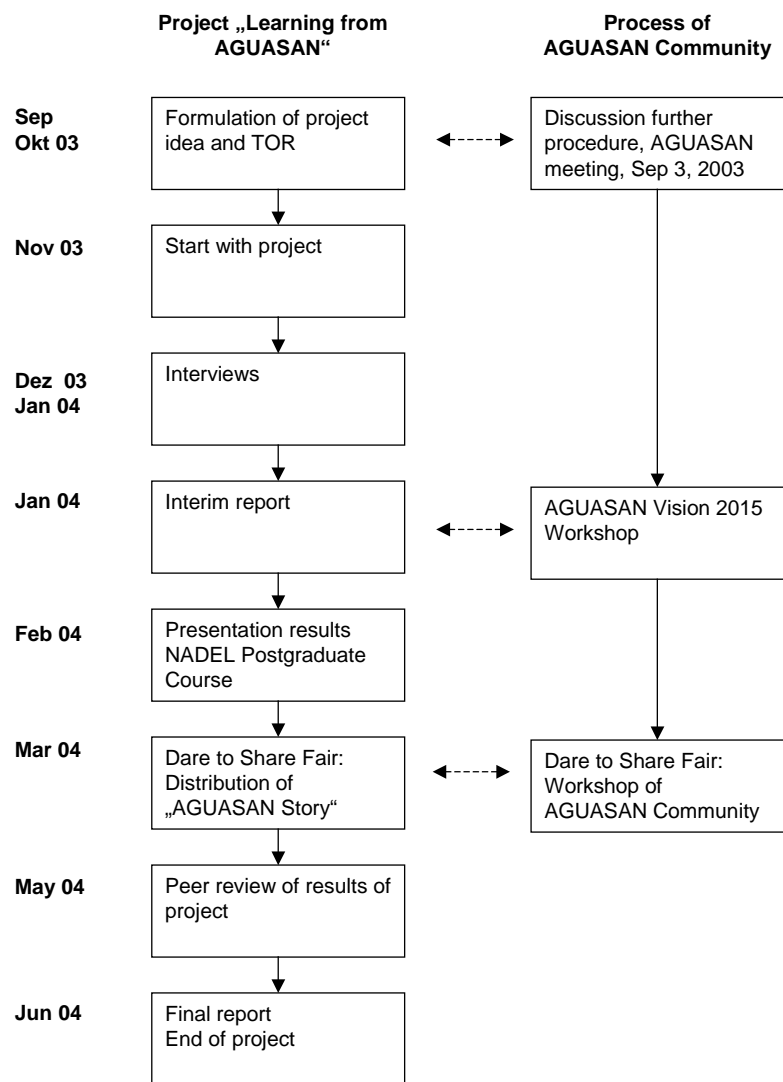 Project „Learning from
AGUASAN“
Process of
AGUASAN Community
Sep
Okt 03
Formulation of project
idea and TOR
Discussion further
procedure, AGUASAN
meeting, Sep 3, 2003
Nov 03
Start with project
Dez  03
Jan 04
Interviews
Jan 04
Interim report
AGUASAN Vision 2015
Workshop
Feb 04
Presentation results
NADEL Postgraduate
Course
Mar 04
Dare to Share Fair:
Distribution of
„AGUASAN Story“
Dare to Share Fair:
Workshop of
AGUASAN Community
May 04
Peer review of results of
project
Jun 04
Final report
End of project